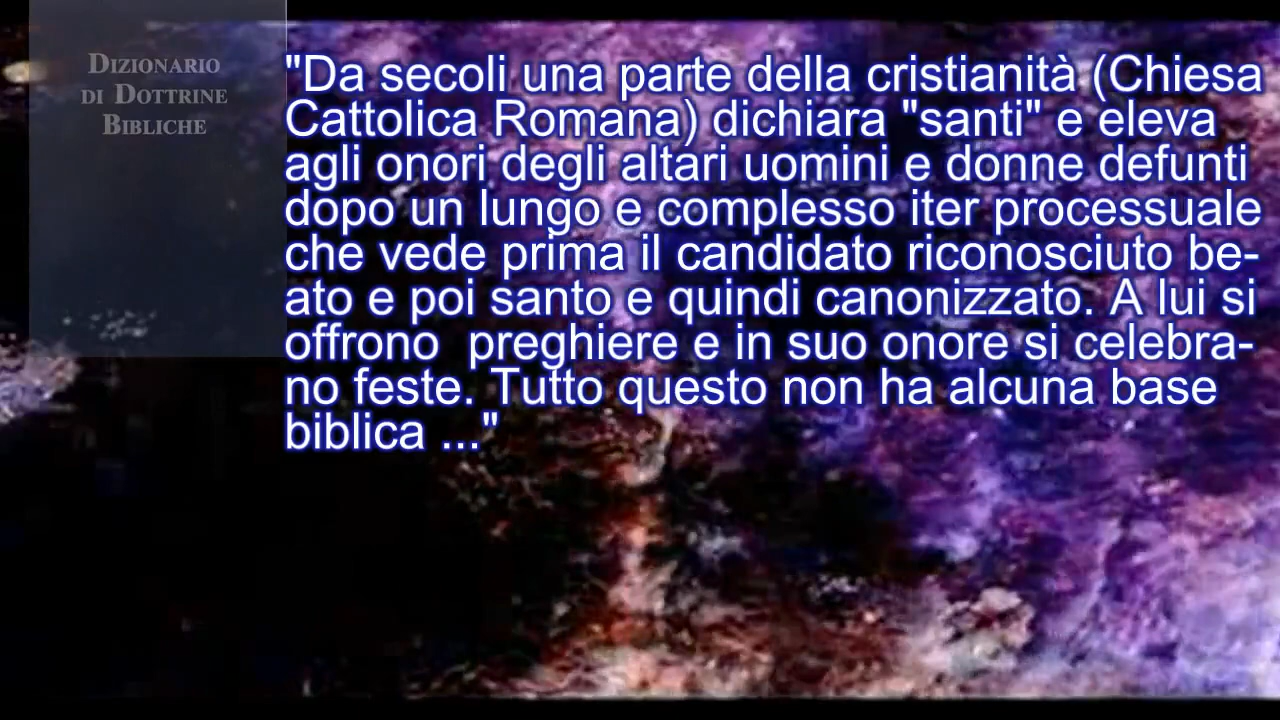 DIZIONARIO
DI DOTTRINE
BIBLICHE
"Da secoli una parte della cristianità (Chiesa
Cattolica Romana) dichiara "santi" e eleva
agli onori degli altari uomini e donne defunti
dopo un lungo e complesso iter processuale
che vede prima il candidato riconosciuto be-
ato e poi santo e quindi canonizzato. A lui si
offrono  preghiere e in suo onore si celebra-
no feste. Tutto questo non ha alcuna base
biblica ..."